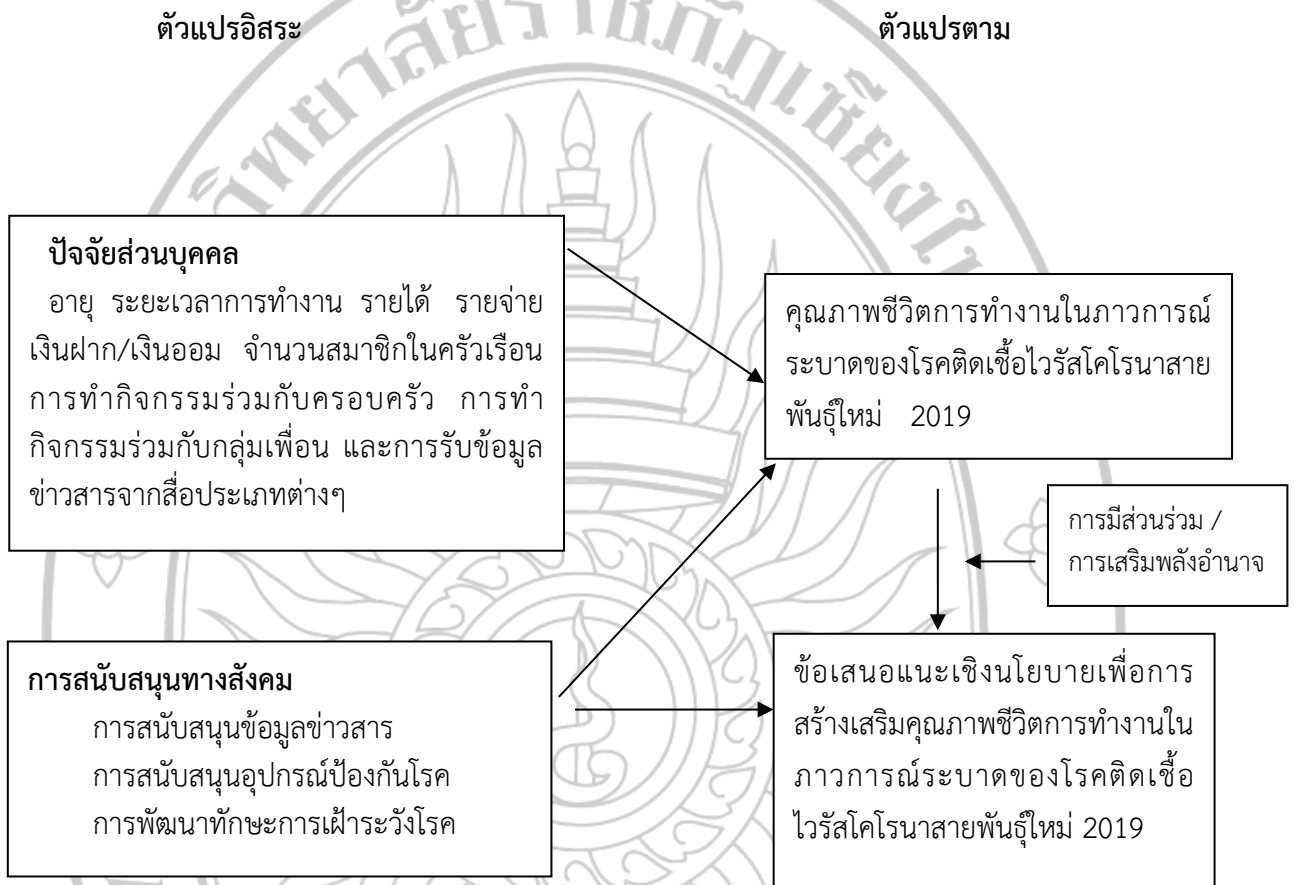 ตัวแปรอิสระ
ตัวแปรตาม
ปัจจัยส่วนบุคคล
อายุ ระยะเวลาการทำงาน รายได้ รายจ่าย
เงินฝาก/เงินออม จำนวนสมาชิกในครัวเรือน
การทำกิจกรรมร่วมกับครอบครัว การทำ
กิจกรรมร่วมกับกลุ่มเพื่อน และการรับข้อมูล
ข่าวสารจากสื่อประเภทต่างๆ
คุณภาพชีวิตการทำงานในภาวการณ์
ระบาดของโรคติดเชื้อไวรัสโคโรนาสาย
พันธุ์ใหม่ 2019
การมีส่วนร่วม /
การเสริมพลังอำนาจ
การสนับสนุนทางสังคม
การสนับสนุนข้อมูลข่าวสาร
การสนับสนุนอุปกรณ์ป้องกันโรค
การพัฒนาทักษะการเฝ้าระวังโรค
ข้อเสนอแนะเชิงนโยบายเพื่อการ
สร้างเสริมคุณภาพชีวิตการทำงานใน
ภาวการณ์ระบาดของโรคติดเชื้อ
ไวรัสโคโรนาสายพันธุ์ใหม่ 2019